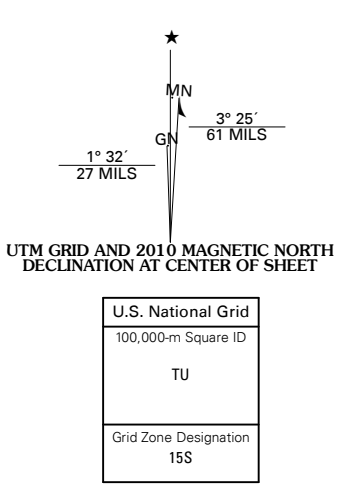 ★
MN
GN
3° 25´
61 MILS
1° 32´
27 MILS
UTM GRID AND 2010 MAGNETIC NORTH
DECLINATION AT CENTER OF SHEET
U.S. National Grid
100,000-m Square ID
TU
Grid Zone Designation
15S